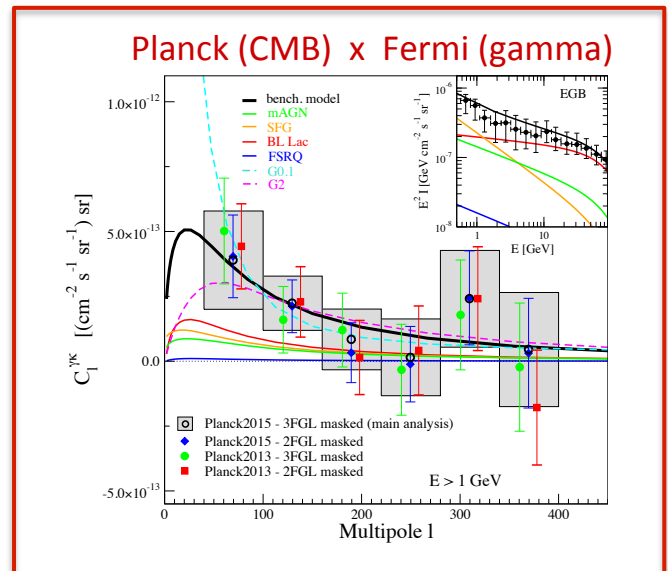 Planck (CMB) x Fermi (gamma)
1.0×10⁻¹²
5.0×10⁻¹³
0.0
-5.0×10⁻¹³
C_l^γκ [(cm⁻² s⁻¹ sr⁻¹) sr]
bench. model
mAGN
SFG
BL Lac
FSRQ
G0.1
G2
EGB
10⁻⁶
10⁻⁷
10⁻⁸
E² I [GeV cm⁻² s⁻¹ sr⁻¹]
1 10
E [GeV]
Planck2015 - 3FGL masked (main analysis)
Planck2015 - 2FGL masked
Planck2013 - 3FGL masked
Planck2013 - 2FGL masked
E > 1 GeV
0 100 200 300 400
Multipole l